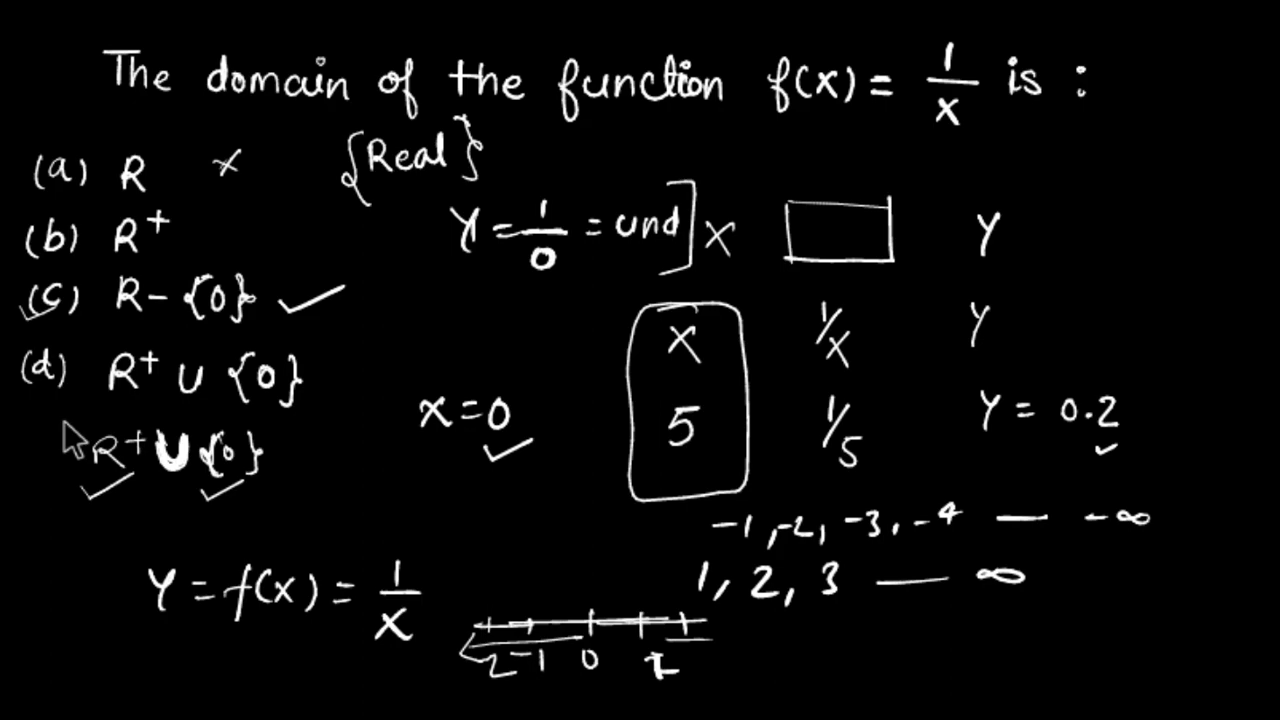 The domain of the function f(x) = 1/x is :
(a) R × {Real}
(b) R⁺
Y = 1/0 = und] X Y
(c) R - {0} ✓
X 1/X Y
(d) R⁺ ∪ {0}
x = 0 ✓
5 1/5 Y = 0.2 ✓
R⁺ ∪ {0}
-1, -2, -3, -4 — -∞
1, 2, 3 — ∞
Y = f(x) = 1/x
2 -1 0